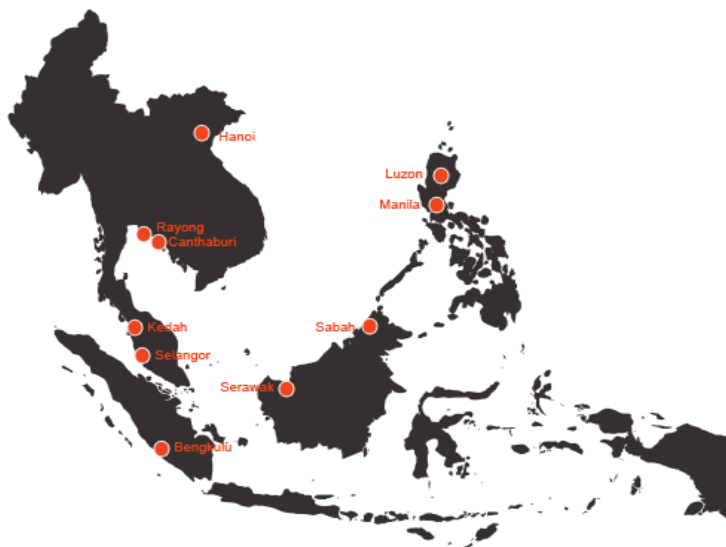 Hanoi
Luzon
Manila
Rayong
Canthaburi
Kedah
Sabah
Selangor
Serawak
Bengkulu